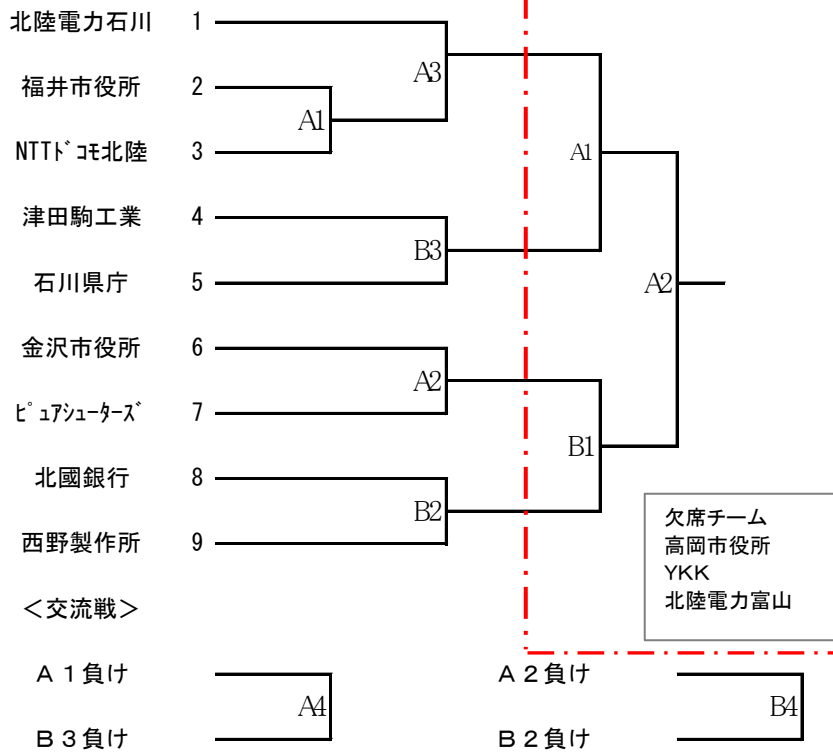 北陸電力石川 1
A3
福井市役所 2
A1
NTTﾄﾞｺﾓ北陸 3
A1
津田駒工業 4
B3
石川県庁 5
A2
金沢市役所 6
A2
ﾋﾟｭｱｼｭｰﾀｰｽﾞ 7
B1
北國銀行 8
B2
西野製作所 9
欠席チーム
高岡市役所
YKK
北陸電力富山
＜交流戦＞
Ａ１負け
A4
Ｂ３負け
Ａ２負け
B4
Ｂ２負け